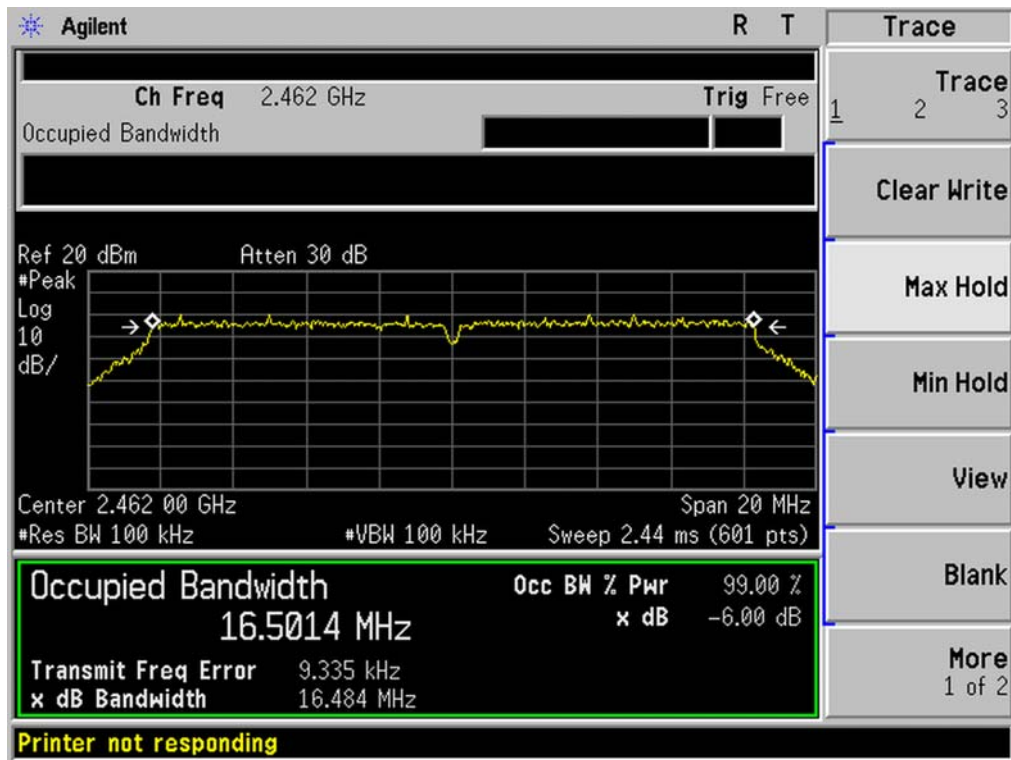 Agilent R T Trace
Ch Freq 2.462 GHz Trig Free
Occupied Bandwidth
Trace
1 2 3
Clear Write
Max Hold
Min Hold
View
Blank
More
1 of 2
Ref 20 dBm Atten 30 dB
#Peak
Log
10
dB/
Center 2.462 00 GHz Span 20 MHz
#Res BW 100 kHz #VBW 100 kHz Sweep 2.44 ms (601 pts)
Occupied Bandwidth Occ BW % Pwr 99.00 %
16.5014 MHz x dB -6.00 dB
Transmit Freq Error 9.335 kHz
x dB Bandwidth 16.484 MHz
Printer not responding